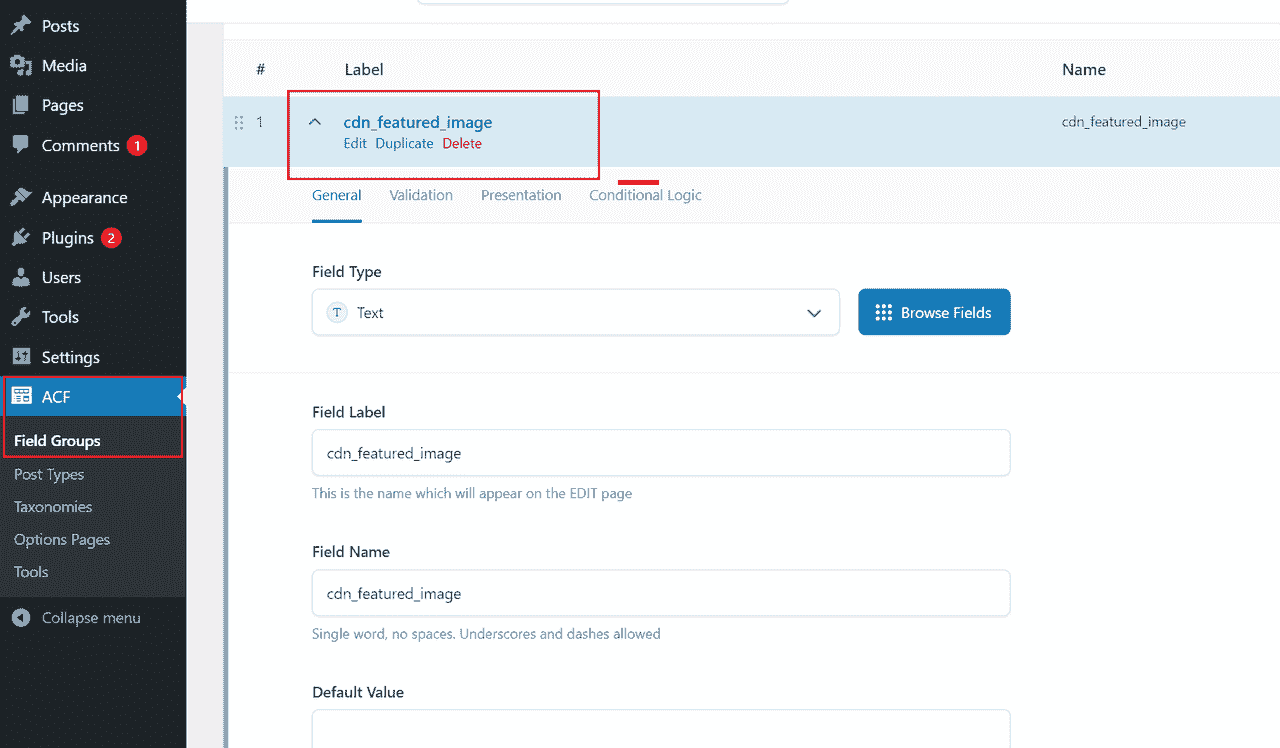 Posts
Media
Pages
Comments 1
Appearance
Plugins 2
Users
Tools
Settings
ACF
Field Groups
Post Types
Taxonomies
Options Pages
Tools
Collapse menu
# Label Name
1 cdn_featured_image cdn_featured_image
Edit Duplicate Delete
General Validation Presentation Conditional Logic
Field Type
T Text Browse Fields
Field Label
cdn_featured_image
This is the name which will appear on the EDIT page
Field Name
cdn_featured_image
Single word, no spaces. Underscores and dashes allowed
Default Value